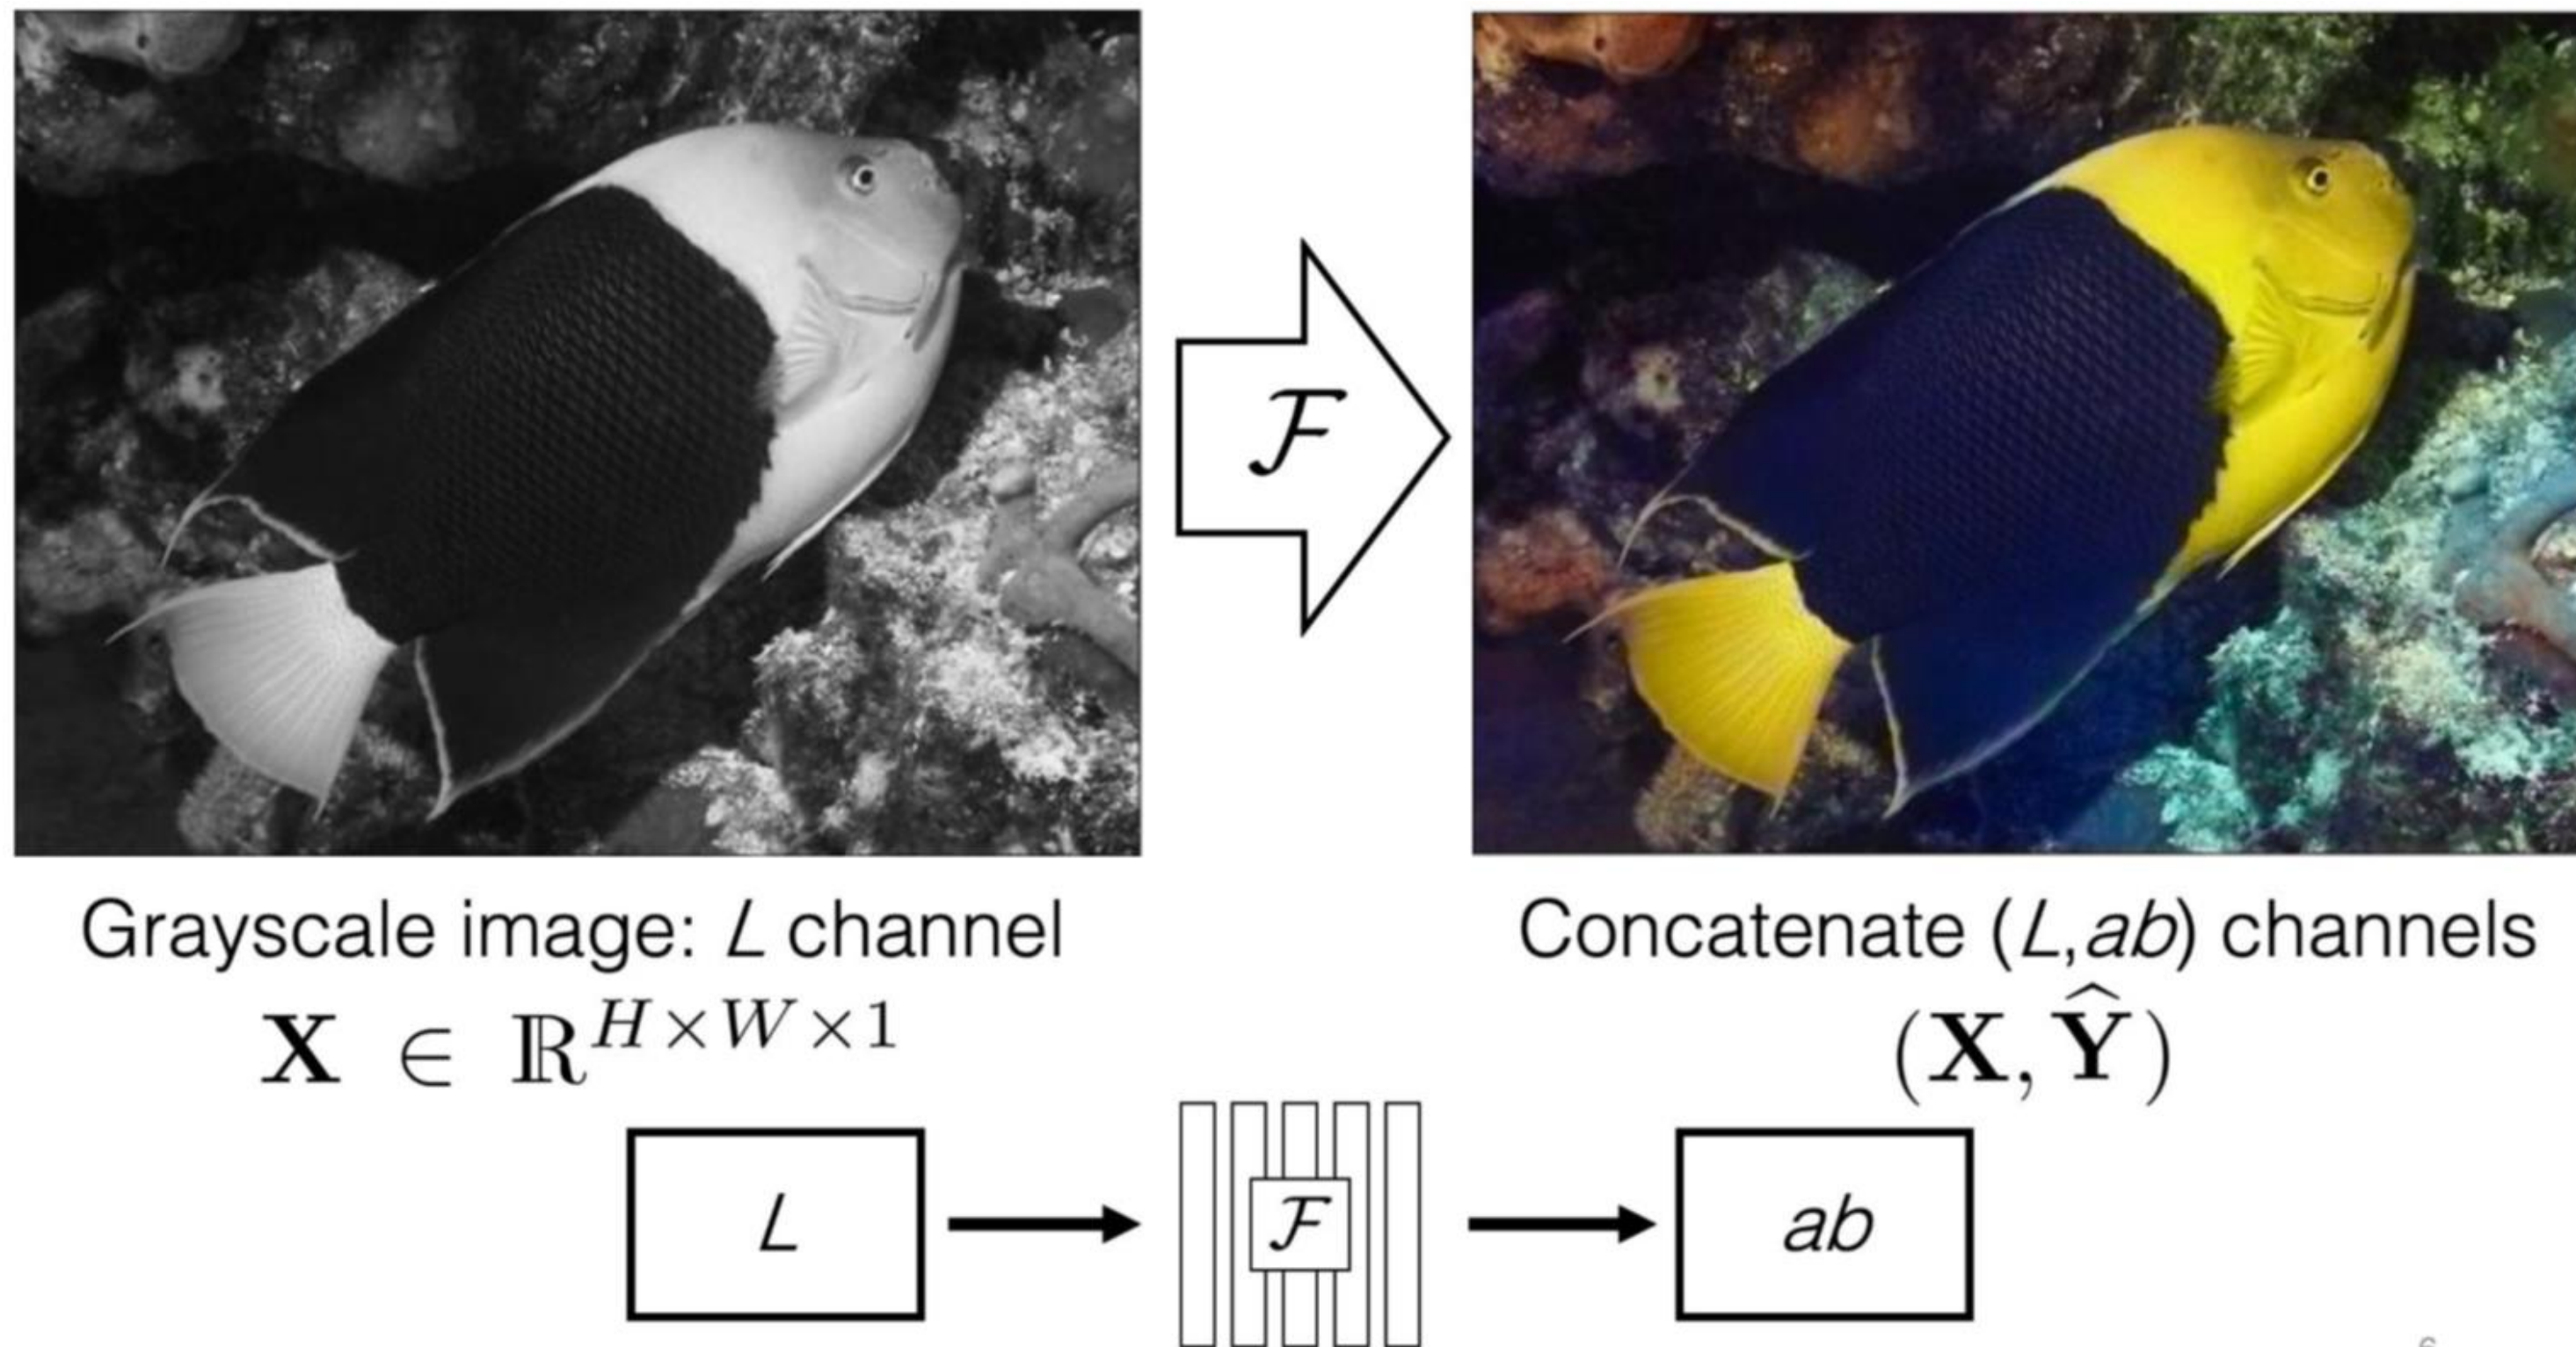 F
Grayscale image: L channel
Concatenate (L,ab) channels
X ∈ ℝ^{H×W×1}
(X, Ŷ)
L
F
ab